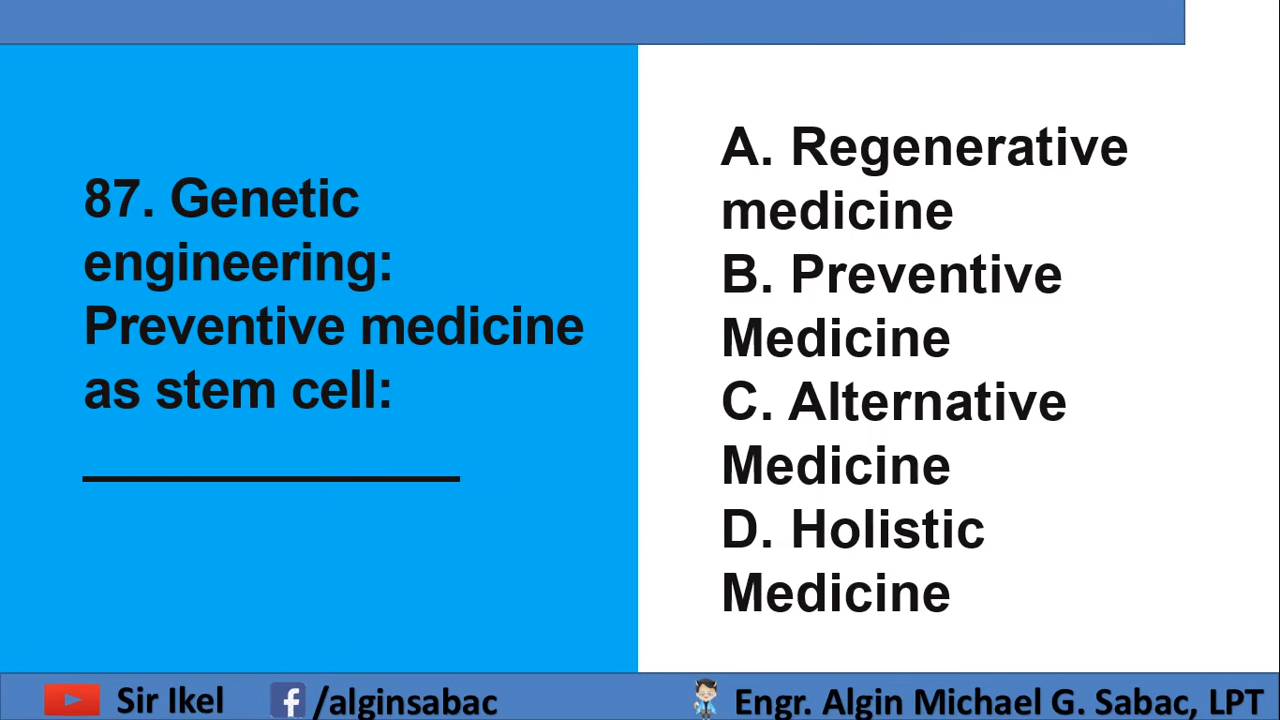 87. Genetic
engineering:
Preventive medicine
as stem cell:
_____________
A. Regenerative
medicine
B. Preventive
Medicine
C. Alternative
Medicine
D. Holistic
Medicine
Sir Ikel
/alginsabac
Engr. Algin Michael G. Sabac, LPT